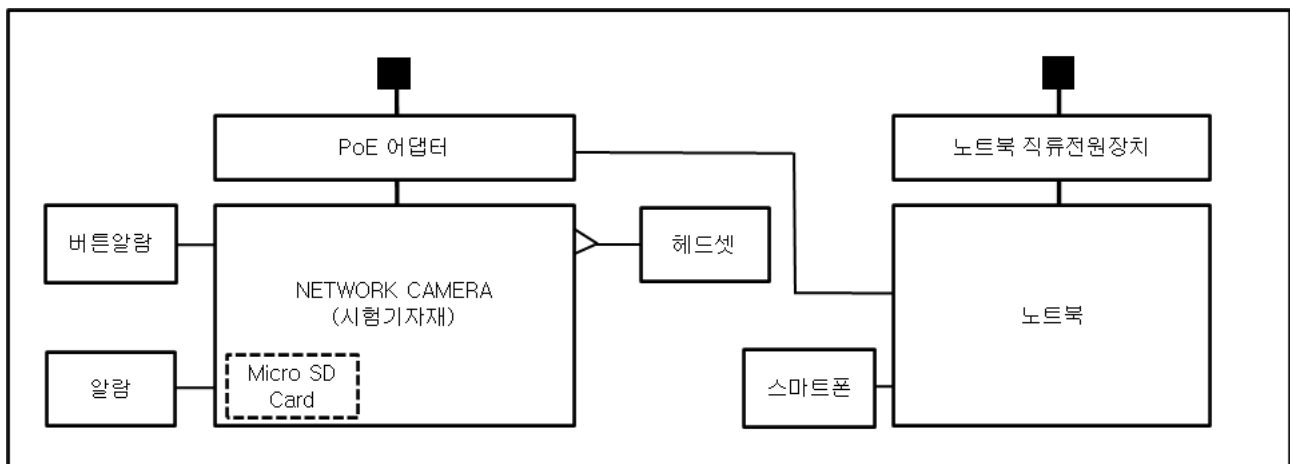 PoE 어댑터
노트북 직류전원장치
버튼알람
헤드셋
NETWORK CAMERA
(시험기자재)
노트북
Micro SD
Card
알람
스마트폰